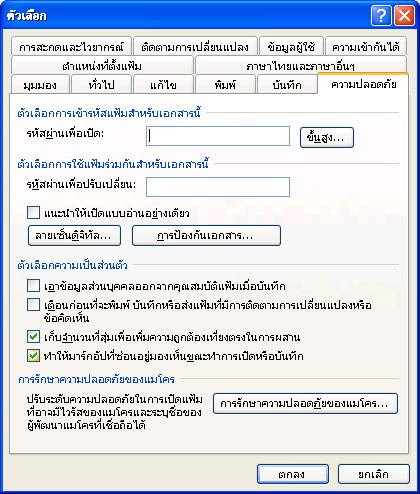 ตัวเลือก
การสะกดและไวยากรณ์ ติดตามการเปลี่ยนแปลง ข้อมูลผู้ใช้ ความเข้ากันได้
ตำแหน่งที่ตั้งแฟ้ม ภาษาไทยและภาษาอื่นๆ
มุมมอง ทั่วไป แก้ไข พิมพ์ บันทึก ความปลอดภัย
ตัวเลือกการเข้ารหัสแฟ้มสำหรับเอกสารนี้
รหัสผ่านเพื่อเปิด:
ขั้นสูง...
ตัวเลือกการใช้แฟ้มร่วมกันสำหรับเอกสารนี้
รหัสผ่านเพื่อปรับเปลี่ยน:
แนะนำให้เปิดแบบอ่านอย่างเดียว
ลายเซ็นดิจิทัล... การป้องกันเอกสาร...
ตัวเลือกความเป็นส่วนตัว
เอาข้อมูลส่วนบุคคลออกจากคุณสมบัติแฟ้มเมื่อบันทึก
เตือนก่อนที่จะพิมพ์ บันทึกหรือส่งแฟ้มที่มีการติดตามการเปลี่ยนแปลงหรือ
ข้อคิดเห็น
เก็บจำนวนที่สุ่มเพื่อเพิ่มความถูกต้องเที่ยงตรงในการผสาน
ทำให้มาร์กอัปที่ซ่อนอยู่มองเห็นขณะทำการเปิดหรือบันทึก
การรักษาความปลอดภัยของแมโคร
ปรับระดับความปลอดภัยในการเปิดแฟ้ม
ที่อาจมีไวรัสของแมโครและระบุชื่อของ
ผู้พัฒนาแมโครที่เชื่อถือได้
การรักษาความปลอดภัยของแมโคร...
ตกลง ยกเลิก